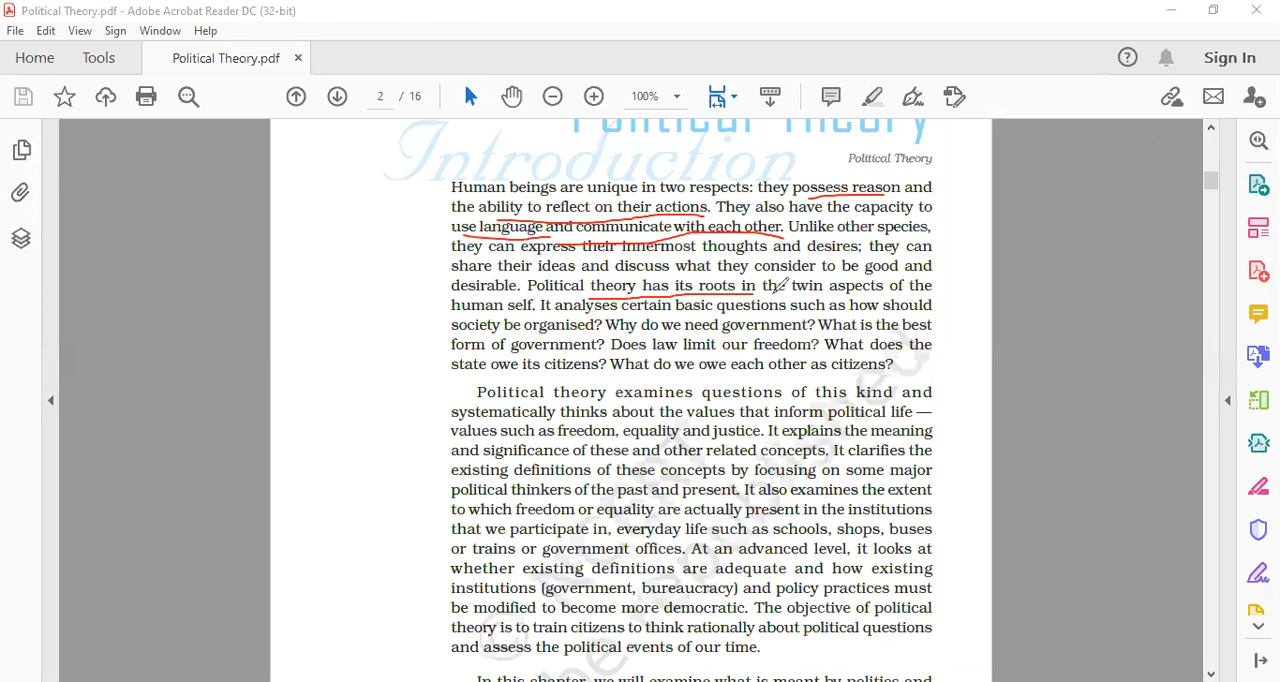 Political Theory.pdf - Adobe Acrobat Reader DC (32-bit)
File Edit View Sign Window Help
Home Tools Political Theory.pdf × Sign In
2 / 16 100%
Political Theory
Introduction
Political Theory
Human beings are unique in two respects: they possess reason and
the ability to reflect on their actions. They also have the capacity to
use language and communicate with each other. Unlike other species,
they can express their innermost thoughts and desires; they can
share their ideas and discuss what they consider to be good and
desirable. Political theory has its roots in the twin aspects of the
human self. It analyses certain basic questions such as how should
society be organised? Why do we need government? What is the best
form of government? Does law limit our freedom? What does the
state owe its citizens? What do we owe each other as citizens?
Political theory examines questions of this kind and
systematically thinks about the values that inform political life —
values such as freedom, equality and justice. It explains the meaning
and significance of these and other related concepts. It clarifies the
existing definitions of these concepts by focusing on some major
political thinkers of the past and present. It also examines the extent
to which freedom or equality are actually present in the institutions
that we participate in, everyday life such as schools, shops, buses
or trains or government offices. At an advanced level, it looks at
whether existing definitions are adequate and how existing
institutions (government, bureaucracy) and policy practices must
be modified to become more democratic. The objective of political
theory is to train citizens to think rationally about political questions
and assess the political events of our time.
In this chapter, we will examine what is meant by politics and